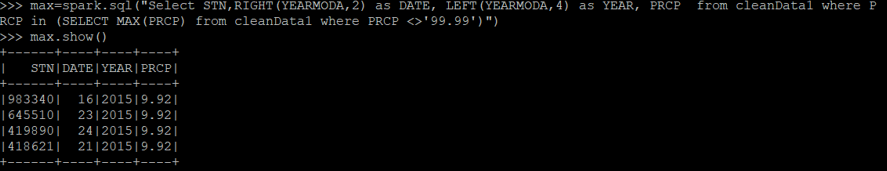 >>> max=spark.sql("Select STN,RIGHT(YEARMODA,2) as DATE, LEFT(YEARMODA,4) as YEAR, PRCP  from cleanData1 where P
RCP in (SELECT MAX(PRCP) from cleanData1 where PRCP <>'99.99')")
>>> max.show()
+------+----+----+----+
|   STN|DATE|YEAR|PRCP|
+------+----+----+----+
|983340|  16|2015|9.92|
|645510|  23|2015|9.92|
|419890|  24|2015|9.92|
|418621|  21|2015|9.92|
+------+----+----+----+